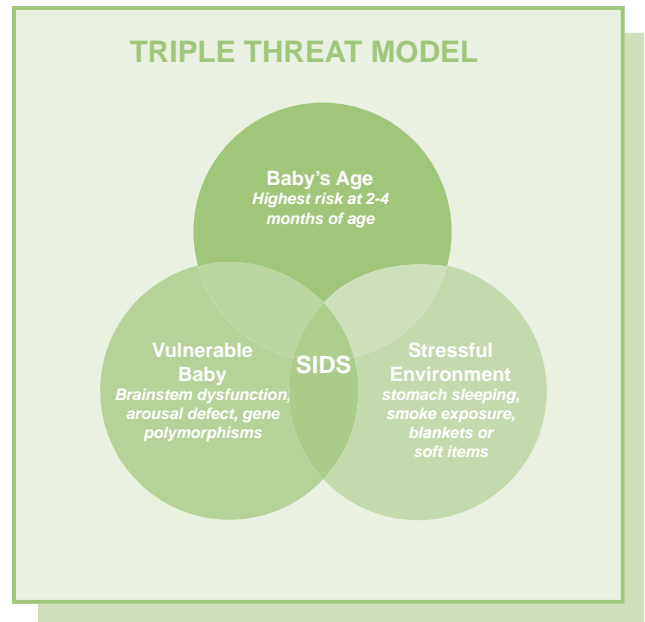 TRIPLE THREAT MODEL
Baby's Age
Highest risk at 2-4
months of age
Vulnerable
Baby
Brainstem dysfunction,
arousal defect, gene
polymorphisms
SIDS
Stressful
Environment
stomach sleeping,
smoke exposure,
blankets or
soft items